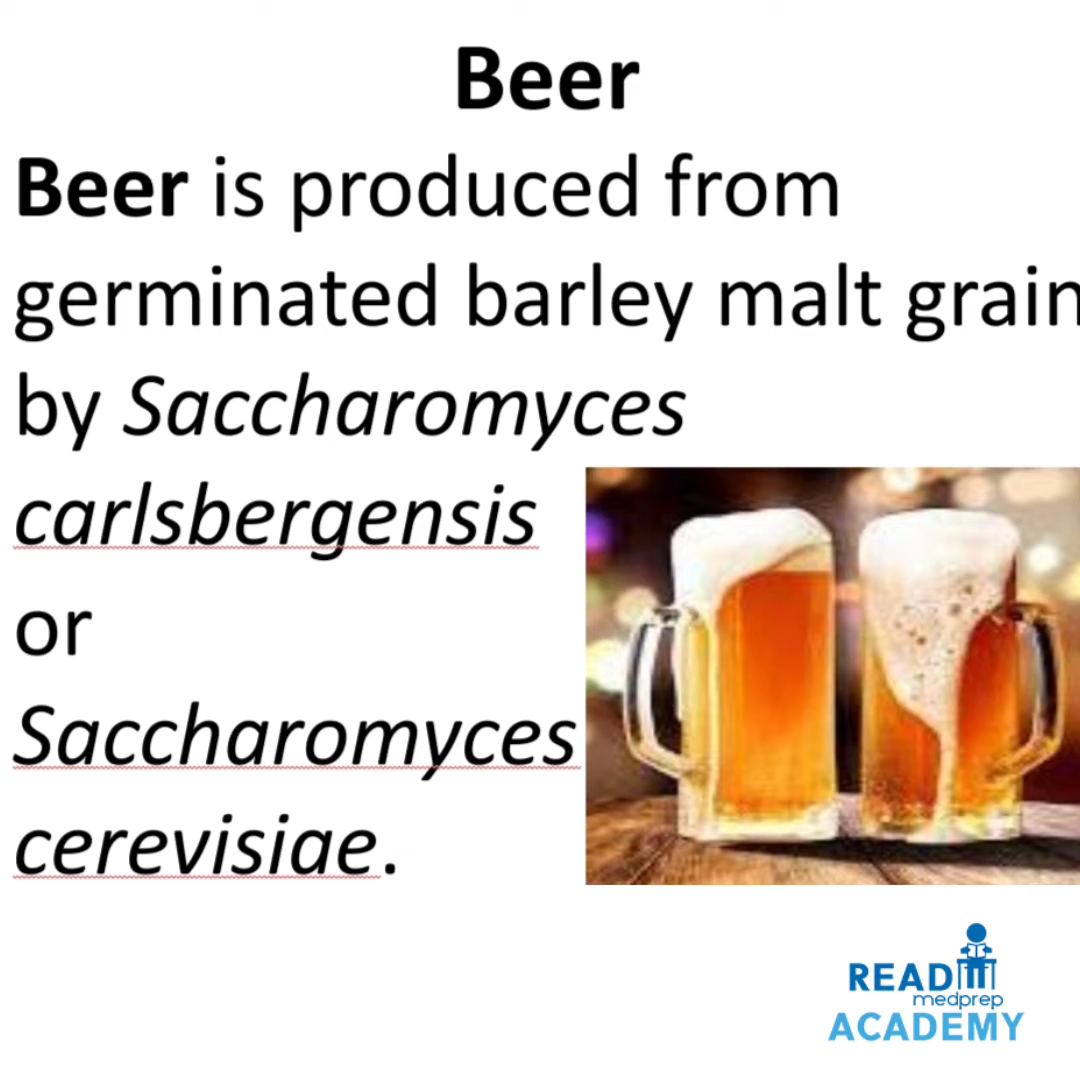 Beer
Beer is produced from
germinated barley malt grain
by Saccharomyces
carlsbergensis
or
Saccharomyces
cerevisiae.
READ
medprep
ACADEMY